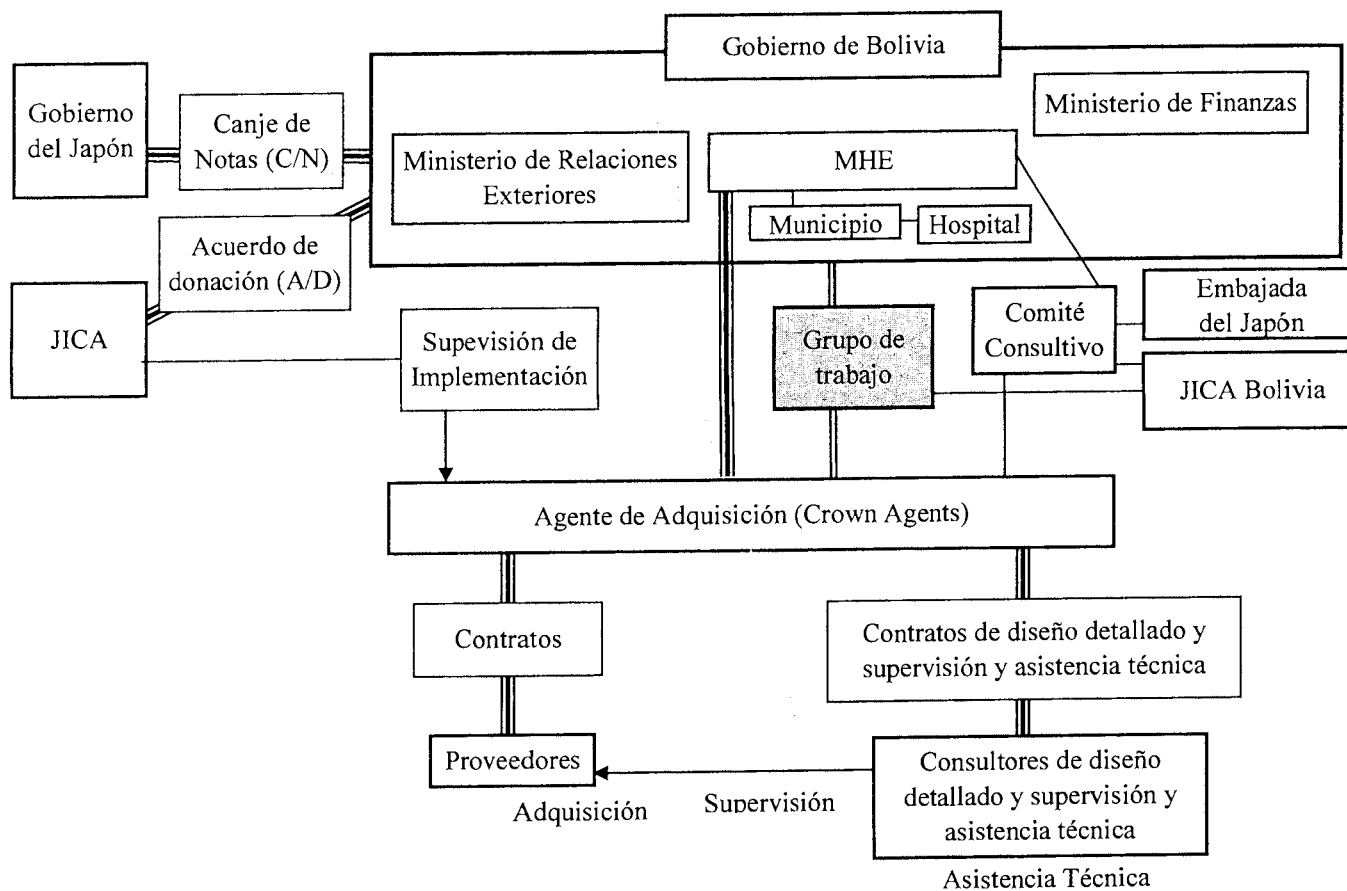 Gobierno de Bolivia
Gobierno
del Japón
Canje de
Notas (C/N)
Ministerio de Finanzas
Ministerio de Relaciones
Exteriores
MHE
Municipio
Hospital
Acuerdo de
donación (A/D)
JICA
Supevisión de
Implementación
Grupo de
trabajo
Comité
Consultivo
Embajada
del Japón
JICA Bolivia
Agente de Adquisición (Crown Agents)
Contratos
Contratos de diseño detallado y
supervisión y asistencia técnica
Proveedores
Consultores de diseño
detallado y supervisión y
asistencia técnica
Adquisición
Supervisión
Asistencia Técnica